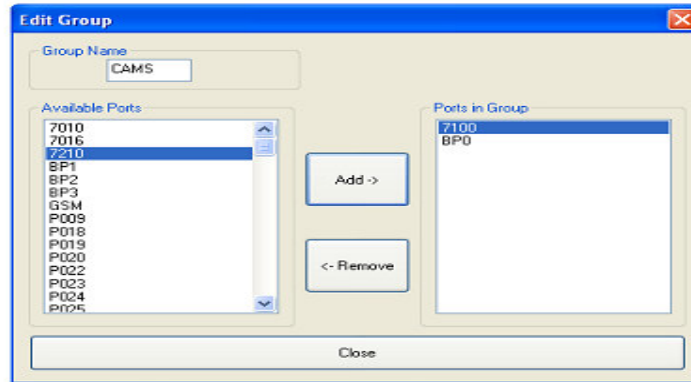 Edit Group
Group Name
CAMS
Available Ports
7010
7016
7210
BP1
BP2
BP3
GSM
P009
P018
P019
P020
P022
P023
P024
P025
Add ->
<- Remove
Ports in Group
7100
BP0
Close